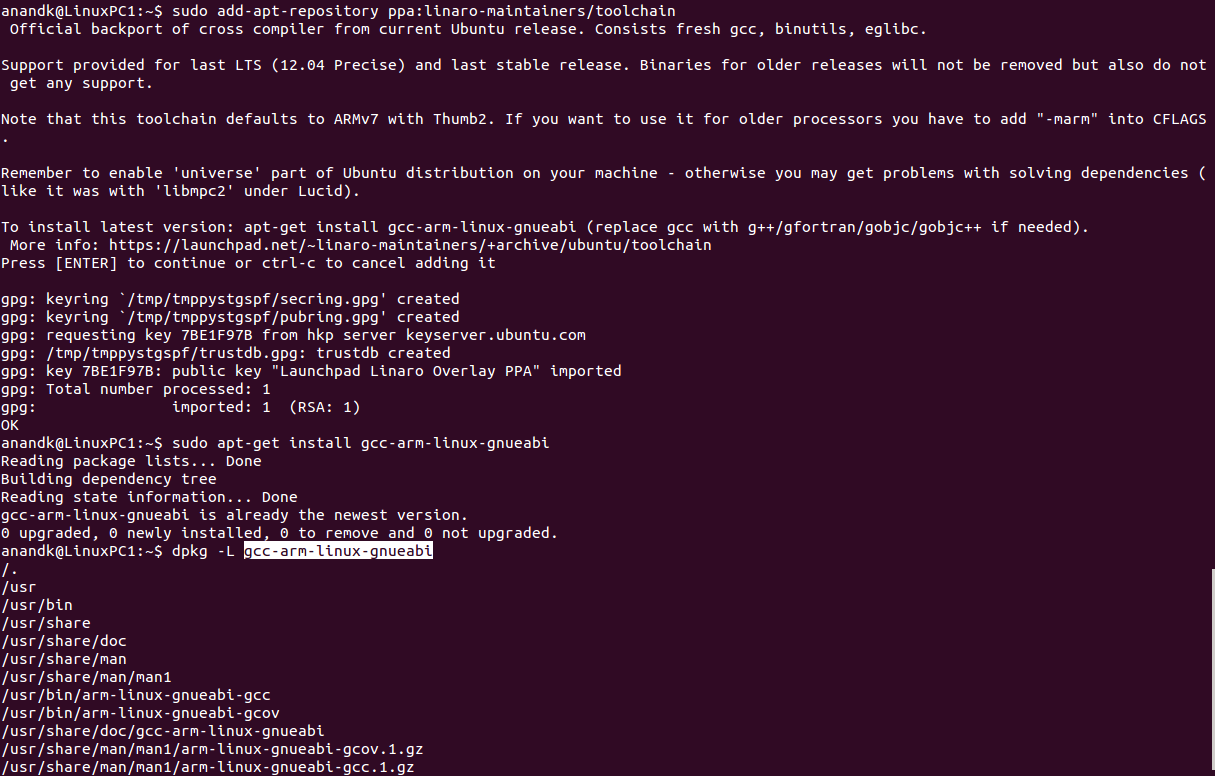 anandk@LinuxPC1:~$ sudo add-apt-repository ppa:linaro-maintainers/toolchain
 Official backport of cross compiler from current Ubuntu release. Consists fresh gcc, binutils, eglibc.

Support provided for last LTS (12.04 Precise) and last stable release. Binaries for older releases will not be removed but also do not
 get any support.

Note that this toolchain defaults to ARMv7 with Thumb2. If you want to use it for older processors you have to add "-marm" into CFLAGS
.

Remember to enable 'universe' part of Ubuntu distribution on your machine - otherwise you may get problems with solving dependencies (
like it was with 'libmpc2' under Lucid).

To install latest version: apt-get install gcc-arm-linux-gnueabi (replace gcc with g++/gfortran/gobjc/gobjc++ if needed).
 More info: https://launchpad.net/~linaro-maintainers/+archive/ubuntu/toolchain
Press [ENTER] to continue or ctrl-c to cancel adding it

gpg: keyring `/tmp/tmppystgspf/secring.gpg' created
gpg: keyring `/tmp/tmppystgspf/pubring.gpg' created
gpg: requesting key 7BE1F97B from hkp server keyserver.ubuntu.com
gpg: /tmp/tmppystgspf/trustdb.gpg: trustdb created
gpg: key 7BE1F97B: public key "Launchpad Linaro Overlay PPA" imported
gpg: Total number processed: 1
gpg:               imported: 1  (RSA: 1)
OK
anandk@LinuxPC1:~$ sudo apt-get install gcc-arm-linux-gnueabi
Reading package lists... Done
Building dependency tree
Reading state information... Done
gcc-arm-linux-gnueabi is already the newest version.
0 upgraded, 0 newly installed, 0 to remove and 0 not upgraded.
anandk@LinuxPC1:~$ dpkg -L gcc-arm-linux-gnueabi
/.
/usr
/usr/bin
/usr/share
/usr/share/doc
/usr/share/man
/usr/share/man/man1
/usr/bin/arm-linux-gnueabi-gcc
/usr/bin/arm-linux-gnueabi-gcov
/usr/share/doc/gcc-arm-linux-gnueabi
/usr/share/man/man1/arm-linux-gnueabi-gcov.1.gz
/usr/share/man/man1/arm-linux-gnueabi-gcc.1.gz